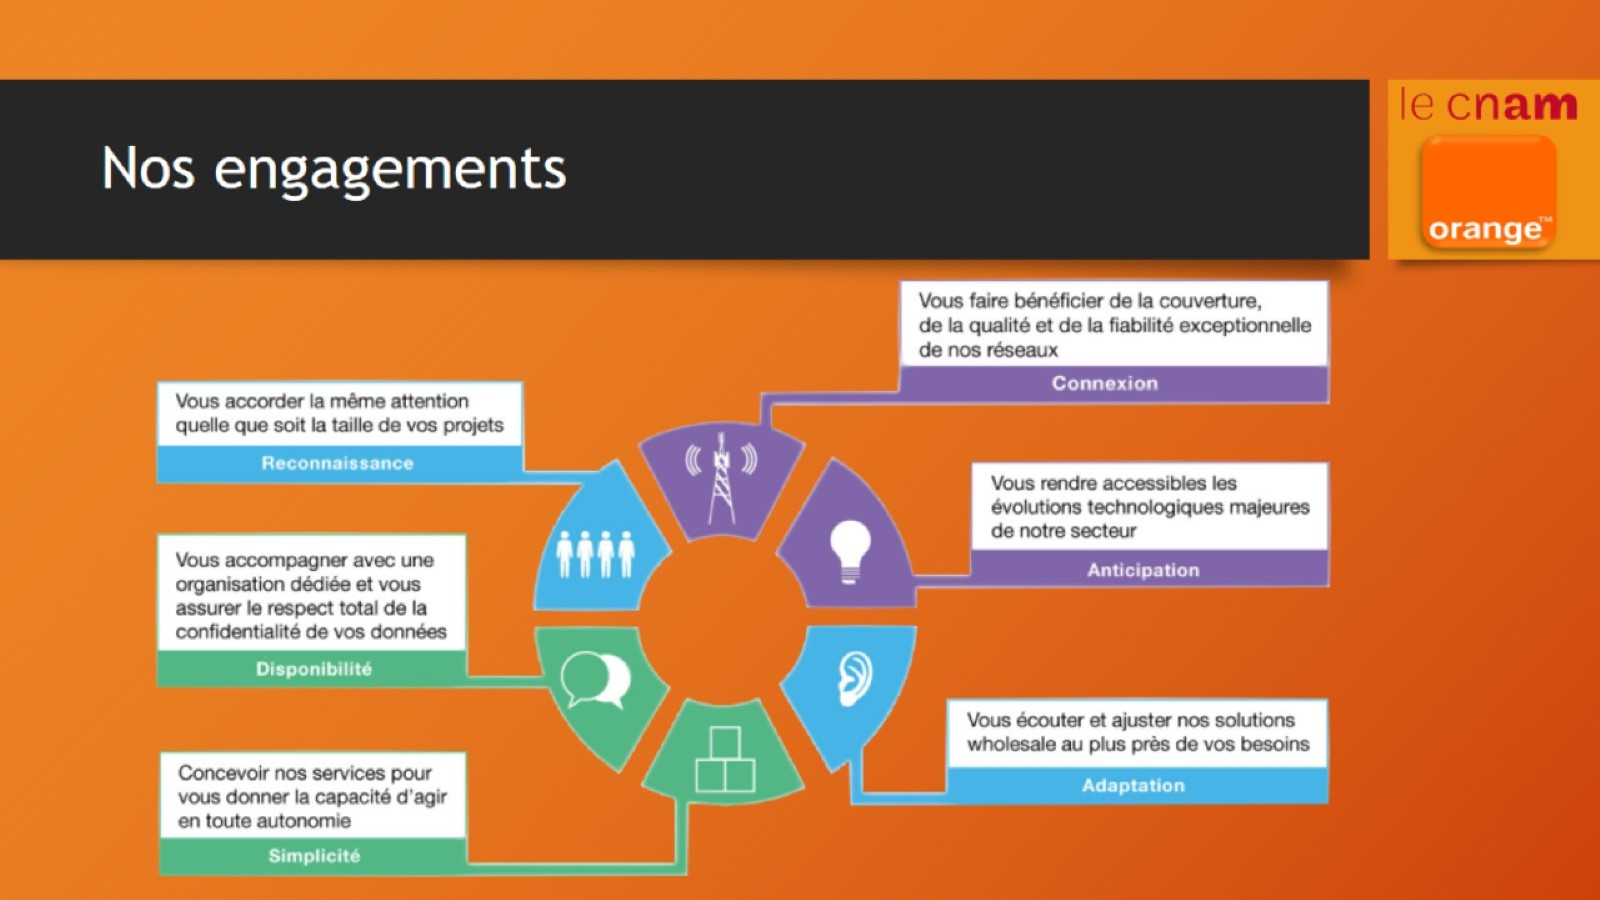 Nos engagements
le cnam
orange™
Vous faire bénéficier de la couverture,
de la qualité et de la fiabilité exceptionnelle
de nos réseaux
Connexion
Vous accorder la même attention
quelle que soit la taille de vos projets
Reconnaissance
Vous rendre accessibles les
évolutions technologiques majeures
de notre secteur
Anticipation
Vous accompagner avec une
organisation dédiée et vous
assurer le respect total de la
confidentialité de vos données
Disponibilité
Vous écouter et ajuster nos solutions
wholesale au plus près de vos besoins
Adaptation
Concevoir nos services pour
vous donner la capacité d'agir
en toute autonomie
Simplicité